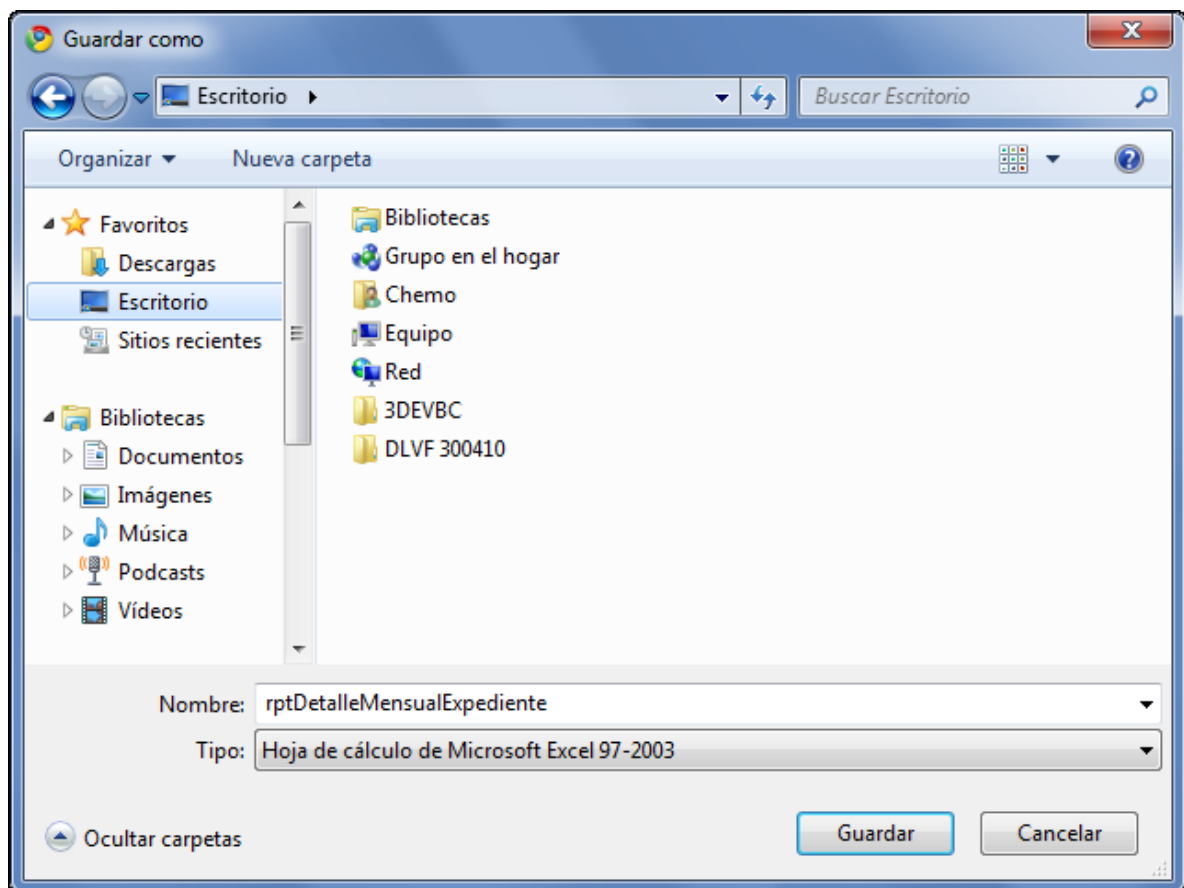 Guardar como
Escritorio
Buscar Escritorio
Organizar
Nueva carpeta
Favoritos
Descargas
Escritorio
Sitios recientes
Bibliotecas
Documentos
Imágenes
Música
Podcasts
Vídeos
Bibliotecas
Grupo en el hogar
Chemo
Equipo
Red
3DEVBC
DLVF 300410
Nombre: rptDetalleMensualExpediente
Tipo: Hoja de cálculo de Microsoft Excel 97-2003
Ocultar carpetas
Guardar
Cancelar